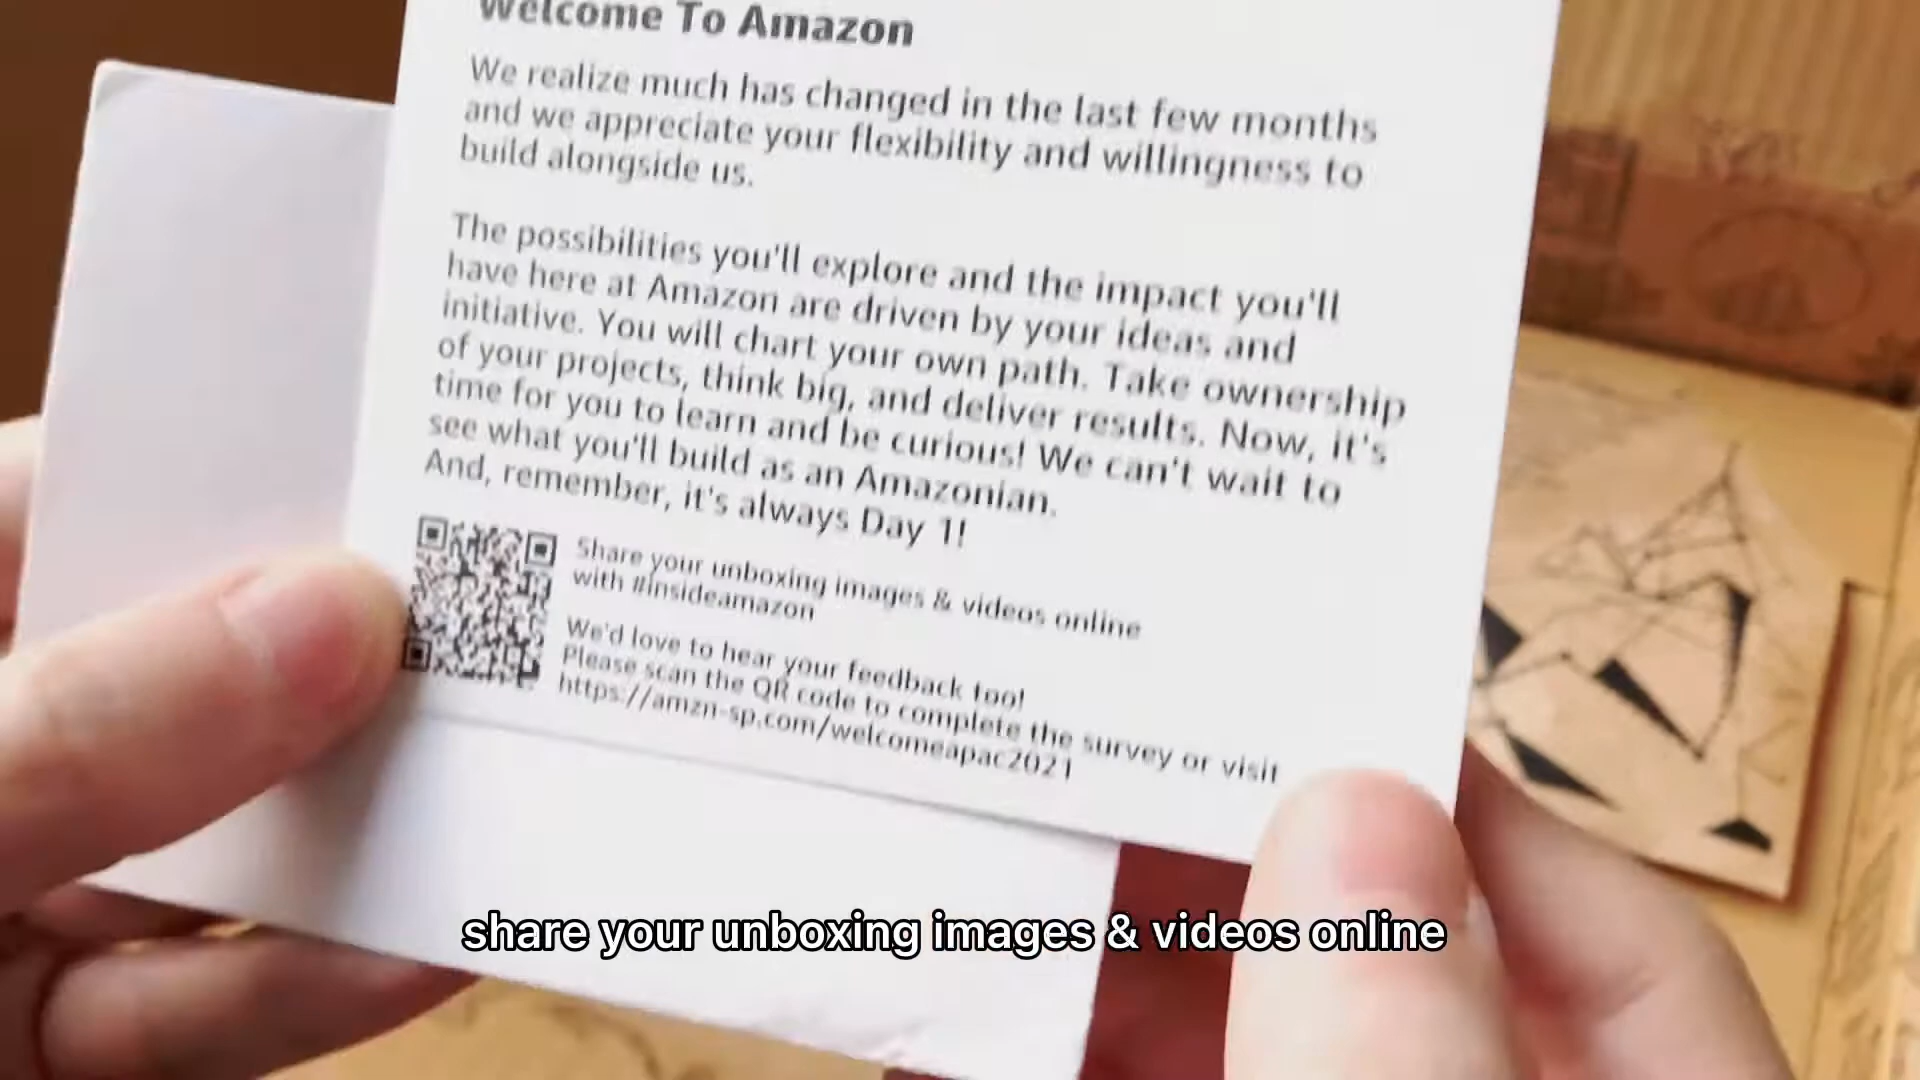 Welcome To Amazon
We realize much has changed in the last few months
and we appreciate your flexibility and willingness to
build alongside us.
The possibilities you'll explore and the impact you'll
have here at Amazon are driven by your ideas and
initiative. You will chart your own path. Take ownership
of your projects, think big, and deliver results. Now, it's
time for you to learn and be curious! We can't wait to
see what you'll build as an Amazonian.
And, remember, it's always Day 1!
Share your unboxing images & videos online
with #insideamazon
We'd love to hear your feedback too!
Please scan the QR code to complete the survey or visit
https://amzn-sp.com/welcomeapac2021
share your unboxing images & videos online